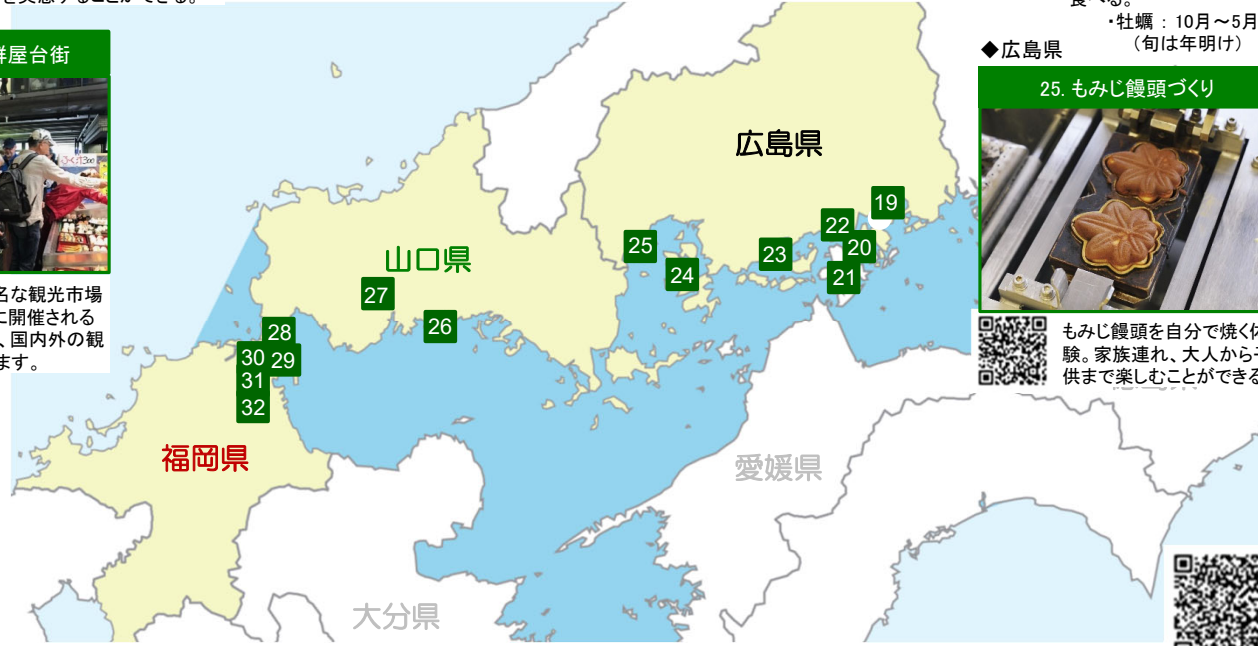 を実感することができる。
鮮屋台街
名な観光市場
に開催される
、国内外の観
ます。
食べる。
・牡蠣 : 10月～5月
(旬は年明け)
◆広島県
25. もみじ饅頭づくり
もみじ饅頭を自分で焼く体
験。家族連れ、大人から子
供まで楽しむことができる
広島県
山口県
福岡県
愛媛県
大分県
19
22
20
21
23
25
24
27
26
28
30
29
31
32